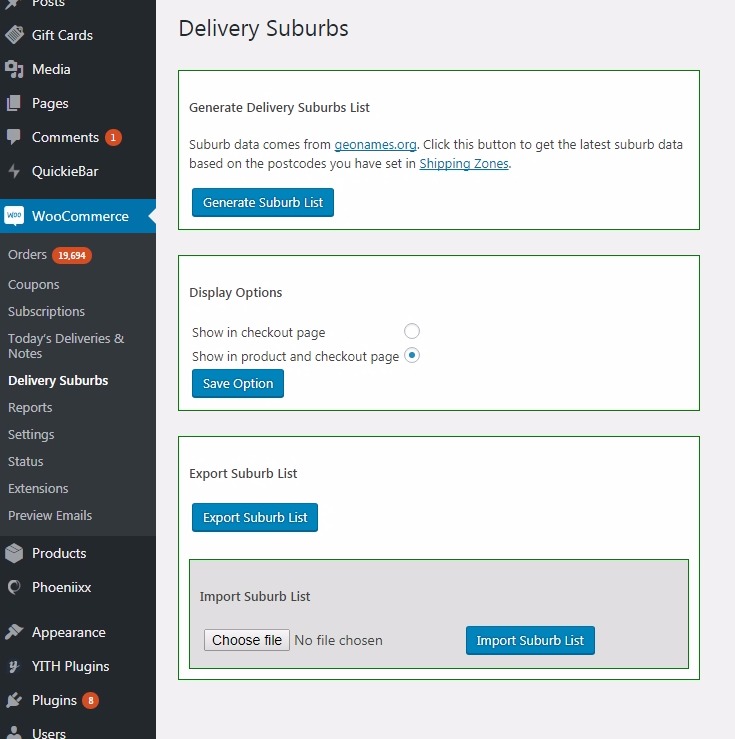 Posts
Gift Cards
Media
Pages
Comments 1
QuickieBar
woo WooCommerce
Orders 19,694
Coupons
Subscriptions
Today's Deliveries &
Notes
Delivery Suburbs
Reports
Settings
Status
Extensions
Preview Emails
Products
Phoeniixx
Appearance
YITH Plugins
Plugins 8
Users
Delivery Suburbs
Generate Delivery Suburbs List
Suburb data comes from geonames.org. Click this button to get the latest suburb data
based on the postcodes you have set in Shipping Zones.
Generate Suburb List
Display Options
Show in checkout page
Show in product and checkout page
Save Option
Export Suburb List
Export Suburb List
Import Suburb List
Choose file No file chosen Import Suburb List